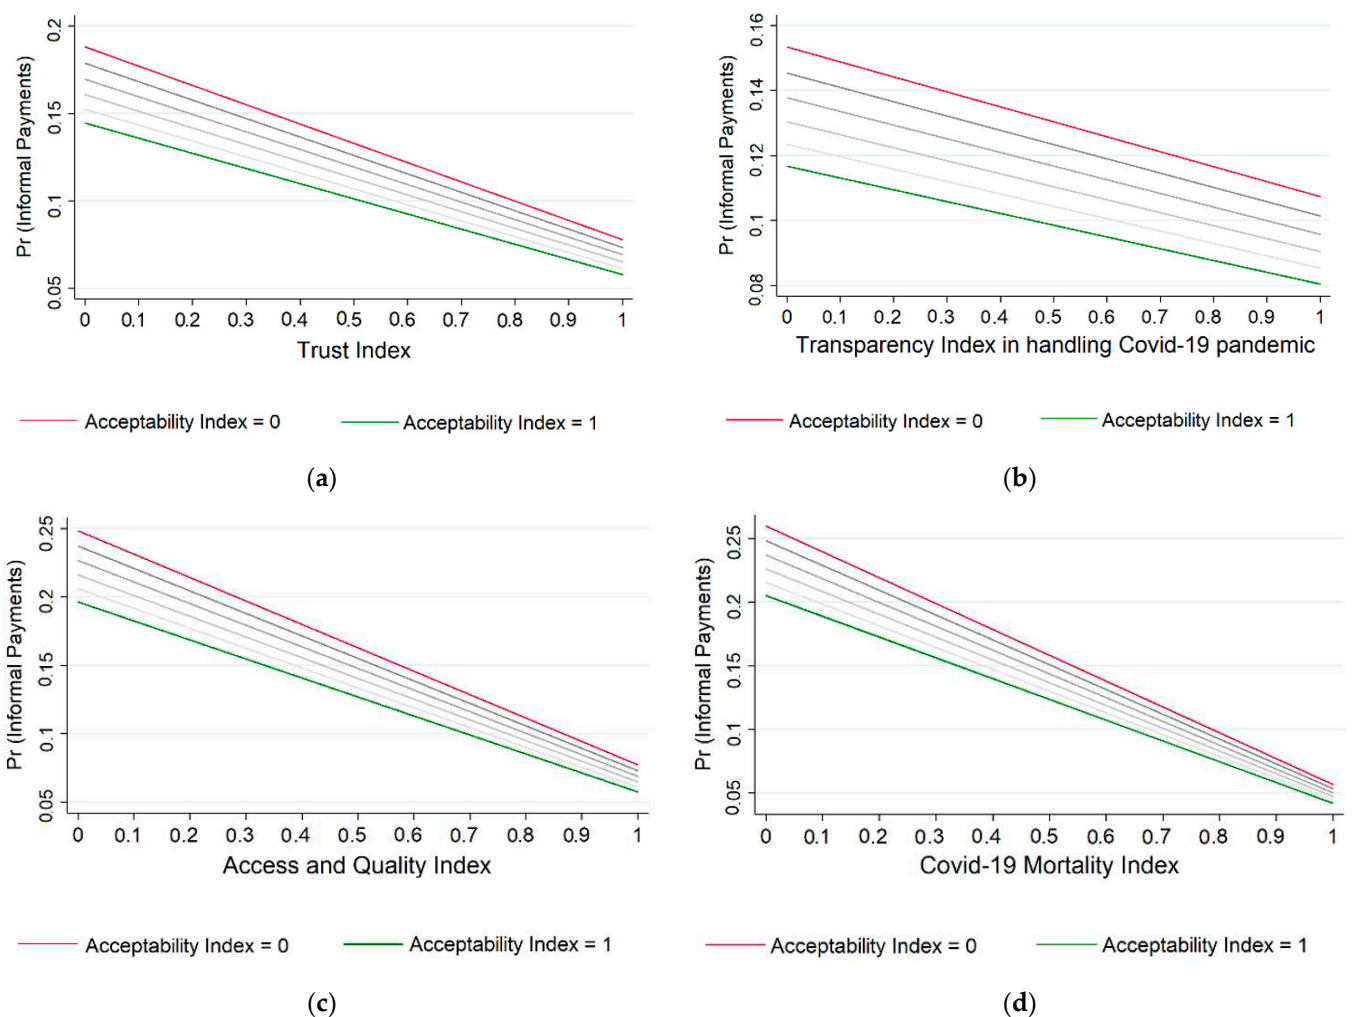 0.2
0.15
0.1
0.05
Pr (Informal Payments)
0 0.1 0.2 0.3 0.4 0.5 0.6 0.7 0.8 0.9 1
Trust Index
Acceptability Index = 0 Acceptability Index = 1
(a)
0.16
0.14
0.12
0.1
0.08
Pr (Informal Payments)
0 0.1 0.2 0.3 0.4 0.5 0.6 0.7 0.8 0.9 1
Transparency Index in handling Covid-19 pandemic
Acceptability Index = 0 Acceptability Index = 1
(b)
0.25
0.2
0.15
0.1
0.05
Pr (Informal Payments)
0 0.1 0.2 0.3 0.4 0.5 0.6 0.7 0.8 0.9 1
Access and Quality Index
Acceptability Index = 0 Acceptability Index = 1
(c)
0.25
0.2
0.15
0.1
0.05
Pr (Informal Payments)
0 0.1 0.2 0.3 0.4 0.5 0.6 0.7 0.8 0.9 1
Covid-19 Mortality Index
Acceptability Index = 0 Acceptability Index = 1
(d)